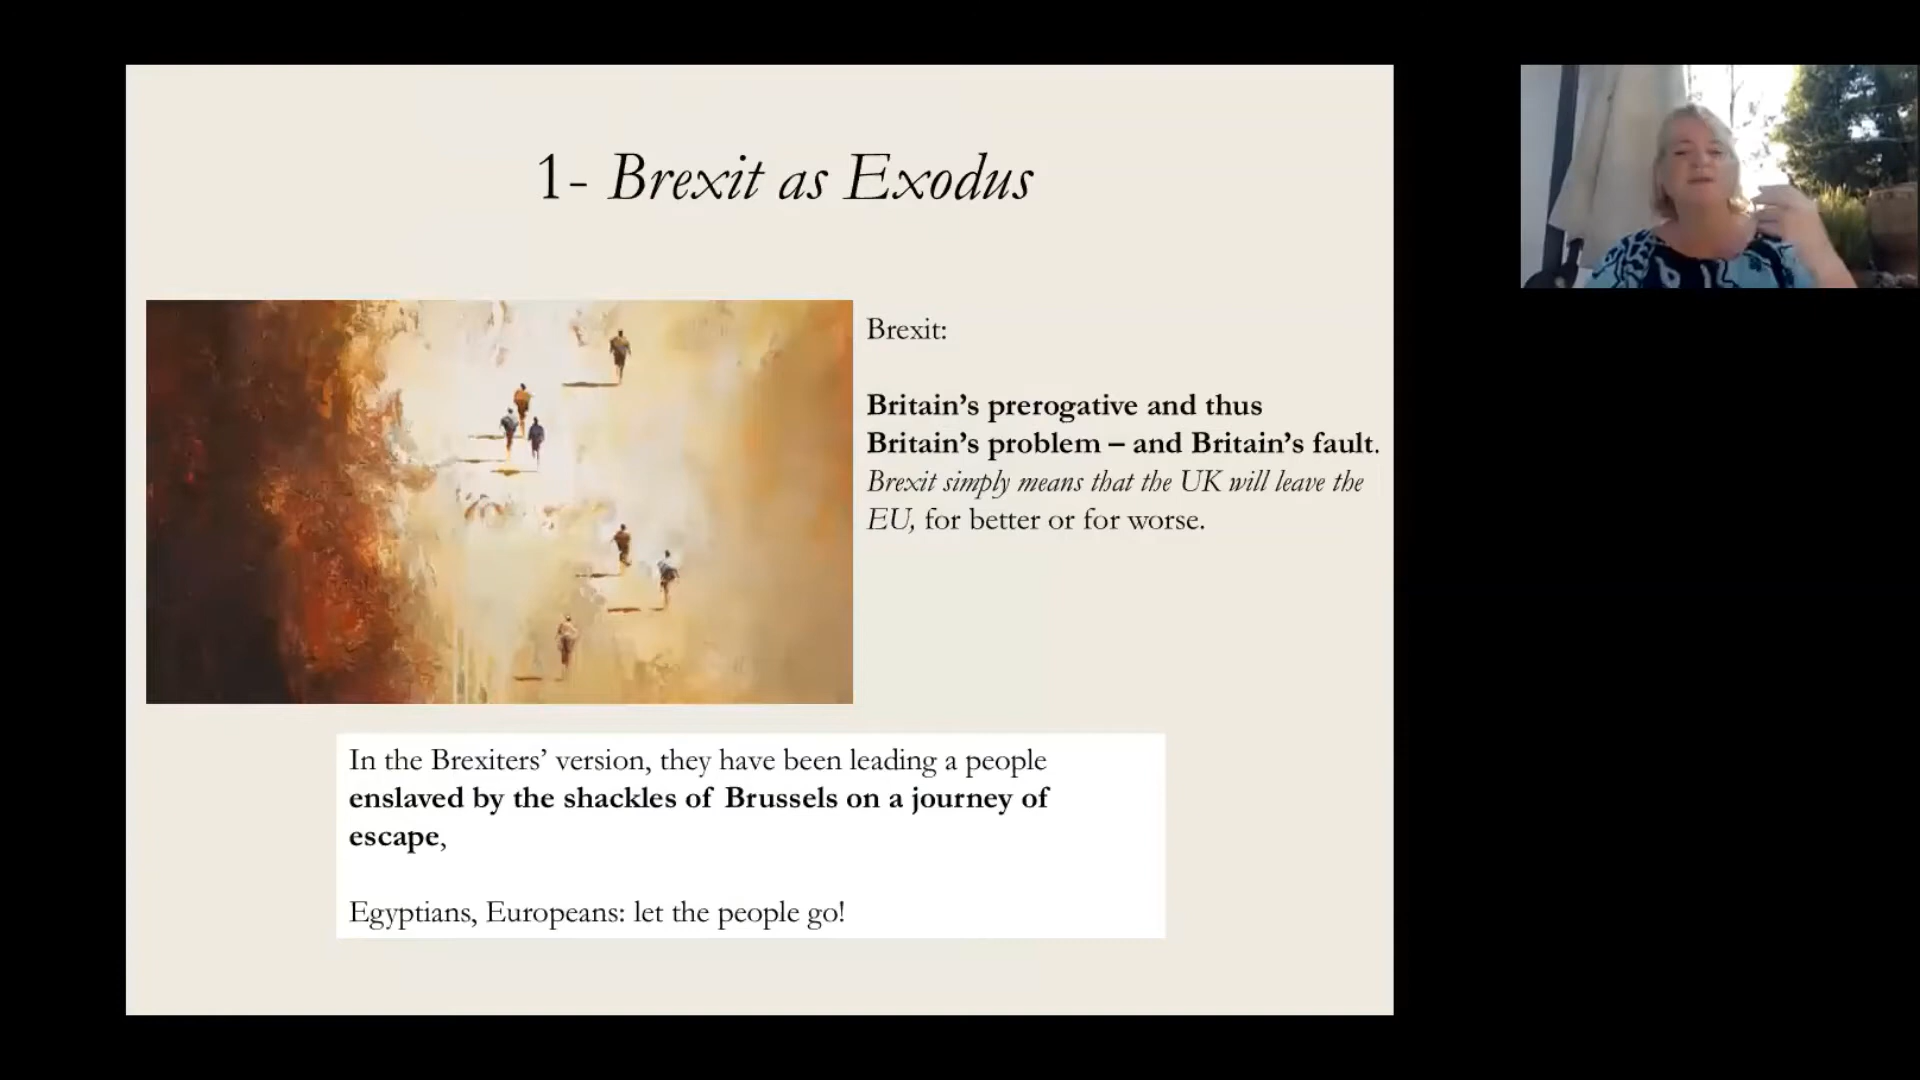 1- Brexit as Exodus
Brexit:
Britain’s prerogative and thus
Britain’s problem – and Britain’s fault.
Brexit simply means that the UK will leave the
EU, for better or for worse.
In the Brexiters’ version, they have been leading a people
enslaved by the shackles of Brussels on a journey of
escape,
Egyptians, Europeans: let the people go!